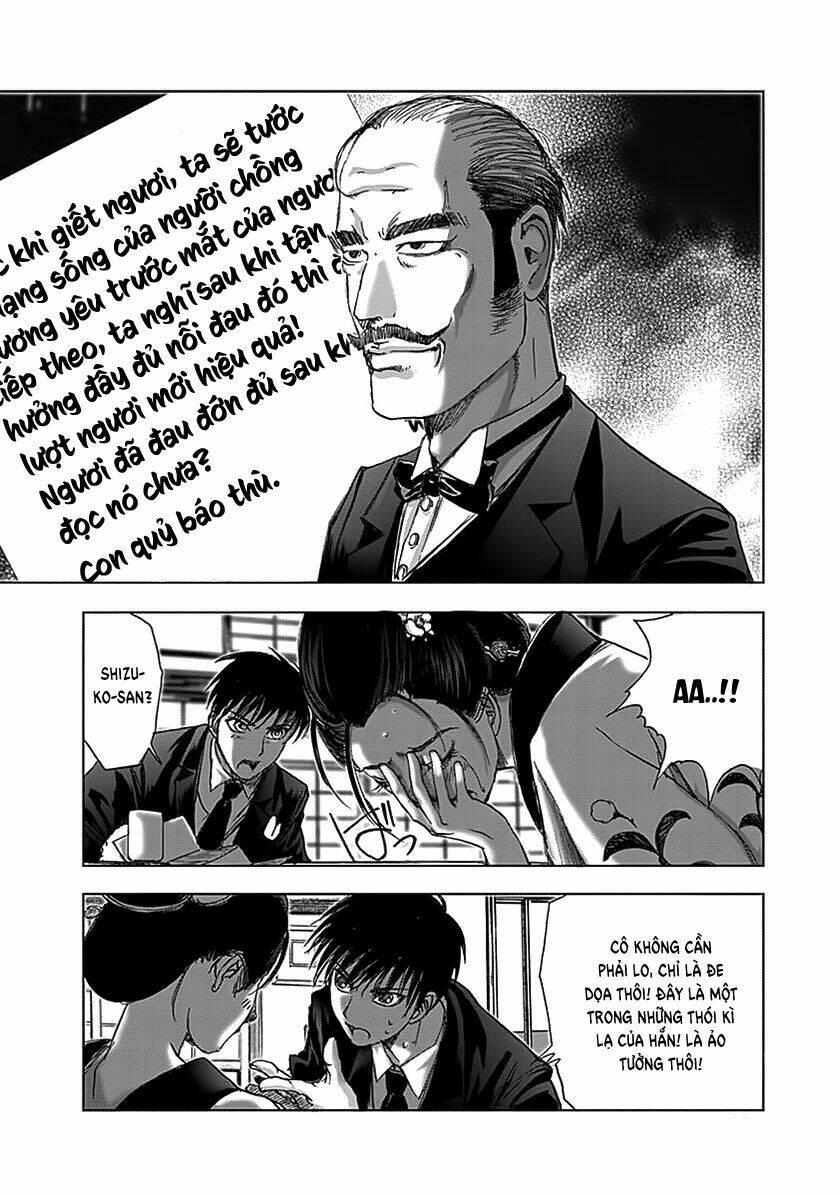 c khi giết ngươi, ta sẽ tước
mạng sống của người chồng
ương yêu trước mắt của ngươ
iếp theo, ta nghĩ sau khi tận
hưởng đầy đủ nỗi đau đó thì
lượt ngươi mới hiệu quả!
Ngươi đã đau đớn đủ sau kh
đọc nó chưa?
con quỷ báo thù.
AA..!!
SHIZU-
KO-SAN?
CÔ KHÔNG CẦN
PHẢI LO, CHỈ LÀ ĐE
DỌA THÔI! ĐÂY LÀ MỘT
TRONG NHỮNG THÓI KÌ
LẠ CỦA HẮN! LÀ ẢO
TƯỞNG THÔI!